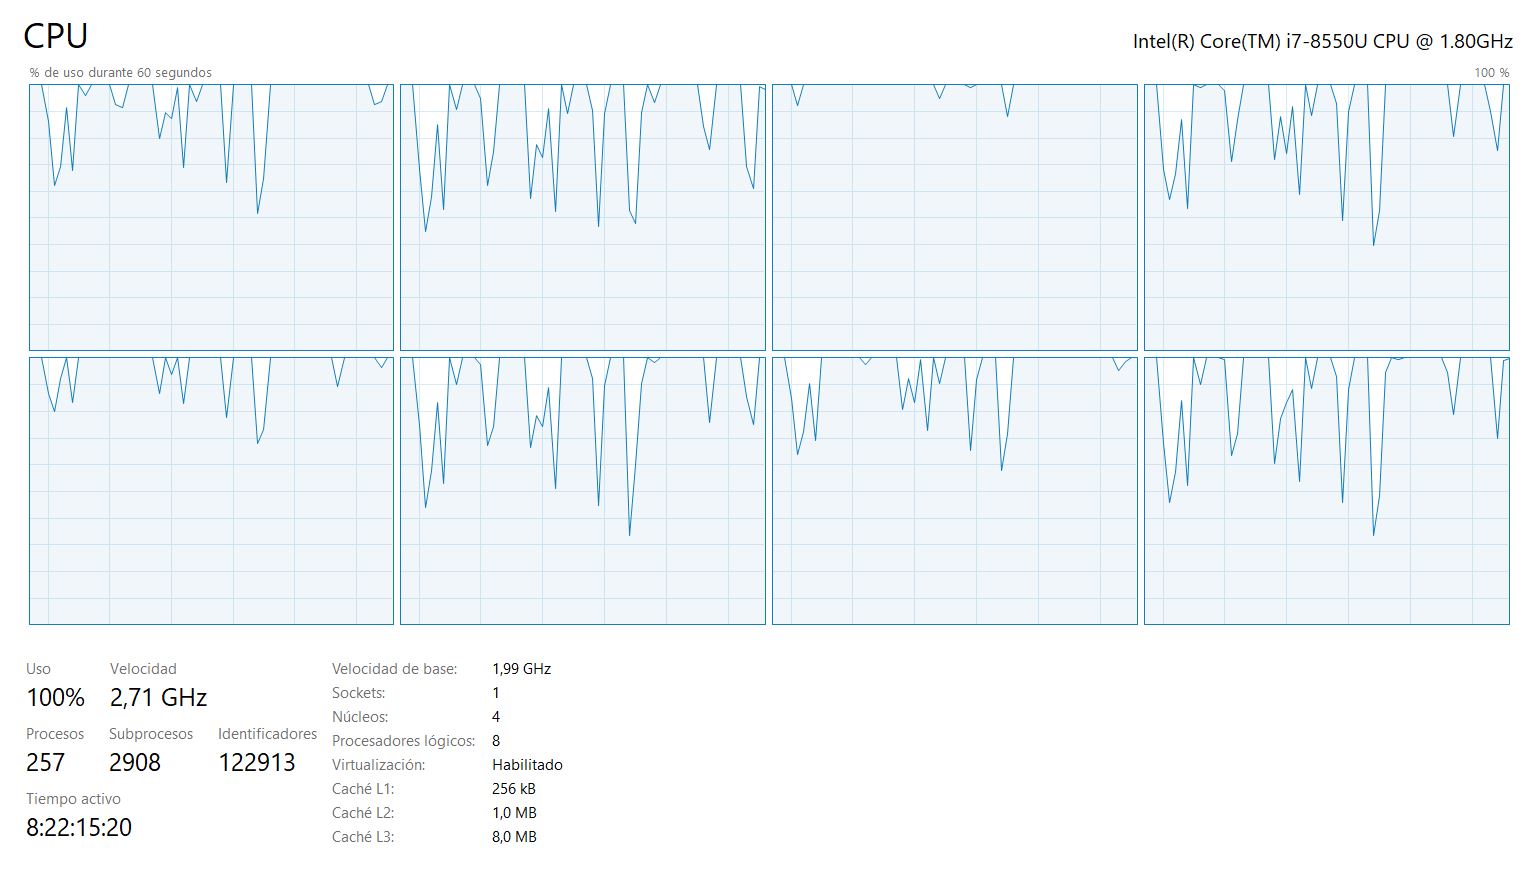 CPU
Intel(R) Core(TM) i7-8550U CPU @ 1.80GHz
% de uso durante 60 segundos
100 %
Uso
Velocidad
100%
2,71 GHz
Procesos
Subprocesos
Identificadores
257
2908
122913
Tiempo activo
8:22:15:20
Velocidad de base: 1,99 GHz
Sockets: 1
Núcleos: 4
Procesadores lógicos: 8
Virtualización: Habilitado
Caché L1: 256 kB
Caché L2: 1,0 MB
Caché L3: 8,0 MB